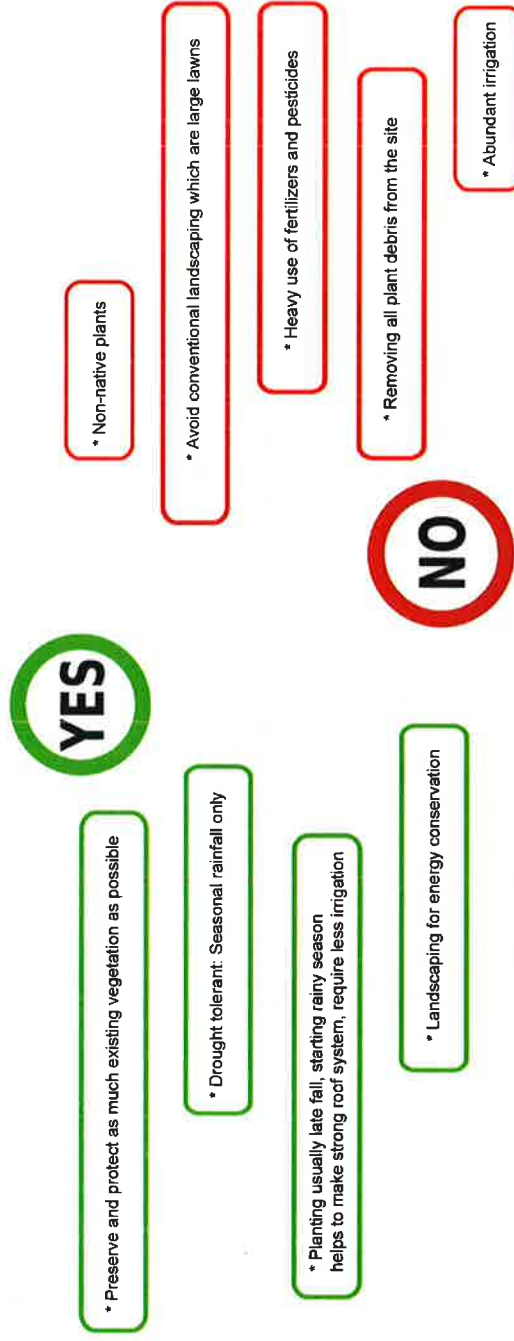 YES
* Preserve and protect as much existing vegetation as possible
* Drought tolerant: Seasonal rainfall only
* Planting usually late fall, starting rainy season
helps to make strong roof system, require less irrigation
* Landscaping for energy conservation
NO
* Non-native plants
* Avoid conventional landscaping which are large lawns
* Heavy use of fertilizers and pesticides
* Removing all plant debris from the site
* Abundant irrigation